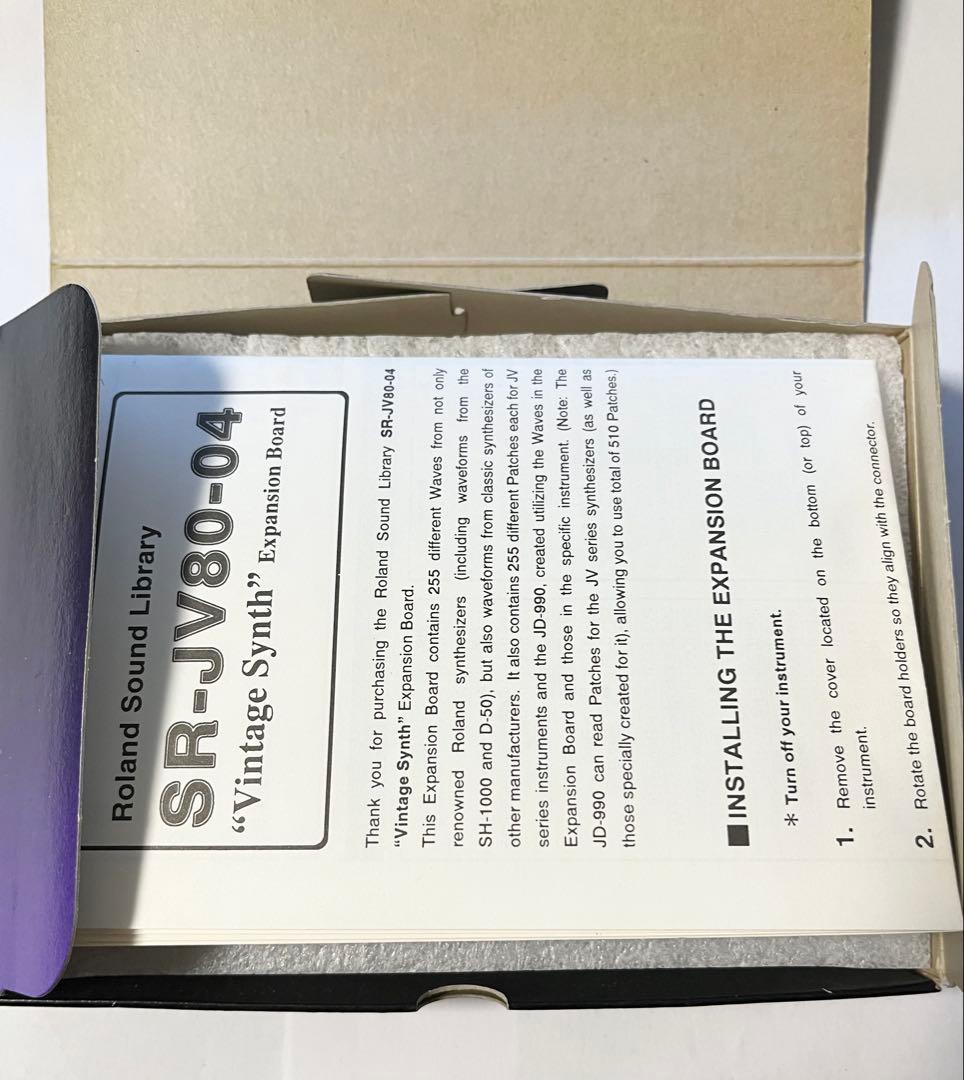 Roland Sound Library
SR-JV80-04
“Vintage Synth” Expansion Board
Thank you for purchasing the Roland Sound Library SR-JV80-04
“Vintage Synth” Expansion Board.
This Expansion Board contains 255 different Waves from not only
renowned Roland synthesizers (including waveforms from the
SH-1000 and D-50), but also waveforms from classic synthesizers of
other manufacturers. It also contains 255 different Patches each for JV
series instruments and the JD-990, created utilizing the Waves in the
Expansion Board and those in the specific instrument. (Note: The
JD-990 can read Patches for the JV series synthesizers (as well as
those specially created for it), allowing you to use total of 510 Patches.)
■ INSTALLING THE EXPANSION BOARD
* Turn off your instrument.
1. Remove the cover located on the bottom (or top) of your
instrument.
2. Rotate the board holders so they align with the connector.